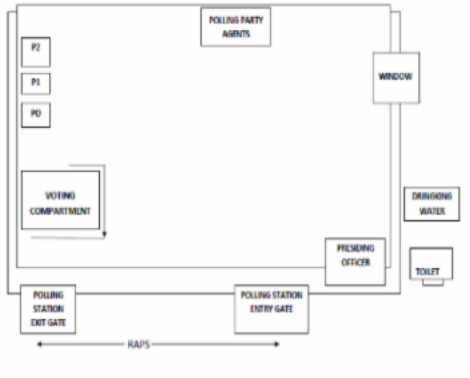 POLLING PARTY
AGENTS
P2
P1
PO
WINDOW
VOTING
COMPARTMENT
DRINGKING
WATER
PRESIDING
OFFICER
TOILET
POLLING
STATION
EXIT GATE
POLLING STATION
ENTRY GATE
RAPS